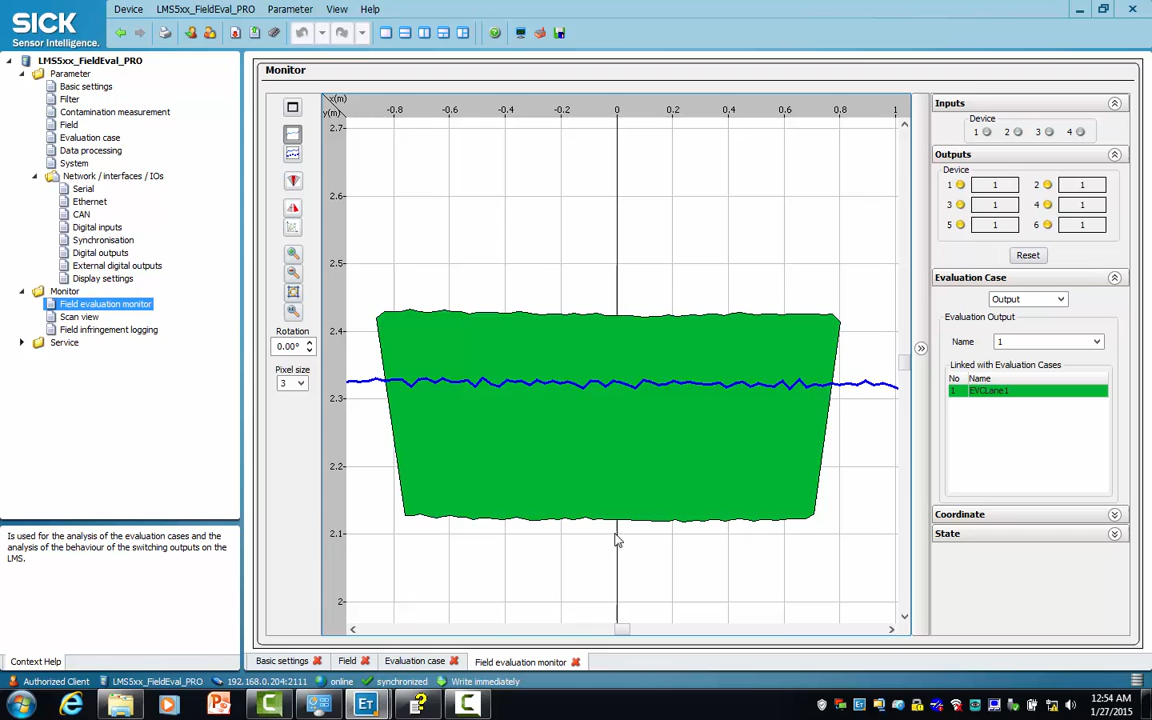 SICK
Sensor Intelligence.
Device LMS5xx_FieldEval_PRO Parameter View Help
LMS5xx_FieldEval_PRO
Parameter
Basic settings
Filter
Contamination measurement
Field
Evaluation case
Data processing
System
Network / interfaces / IOs
Serial
Ethernet
CAN
Digital inputs
Synchronisation
Digital outputs
External digital outputs
Display settings
Monitor
Field evaluation monitor
Scan view
Field infringement logging
Service
Is used for the analysis of the evaluation cases and the
analysis of the behaviour of the switching outputs on the
LMS.
Context Help
Monitor
x(m)
y(m)
-0.8 -0.6 -0.4 -0.2 0 0.2 0.4 0.6 0.8 1
2.7
2.6
2.5
2.4
2.3
2.2
2.1
2
Rotation
0.00°
Pixel size
3
Inputs
Device
1 2 3 4
Outputs
Device
1 1 2 1
3 1 4 1
5 1 6 1
Reset
Evaluation Case
Output
Evaluation Output
Name 1
Linked with Evaluation Cases
No Name
1 EVCLane1
Coordinate
State
Basic settings Field Evaluation case Field evaluation monitor
Authorized Client LMS5xx_FieldEval_PRO 192.168.0.204:2111 online synchronized Write immediately
12:54 AM
1/27/2015